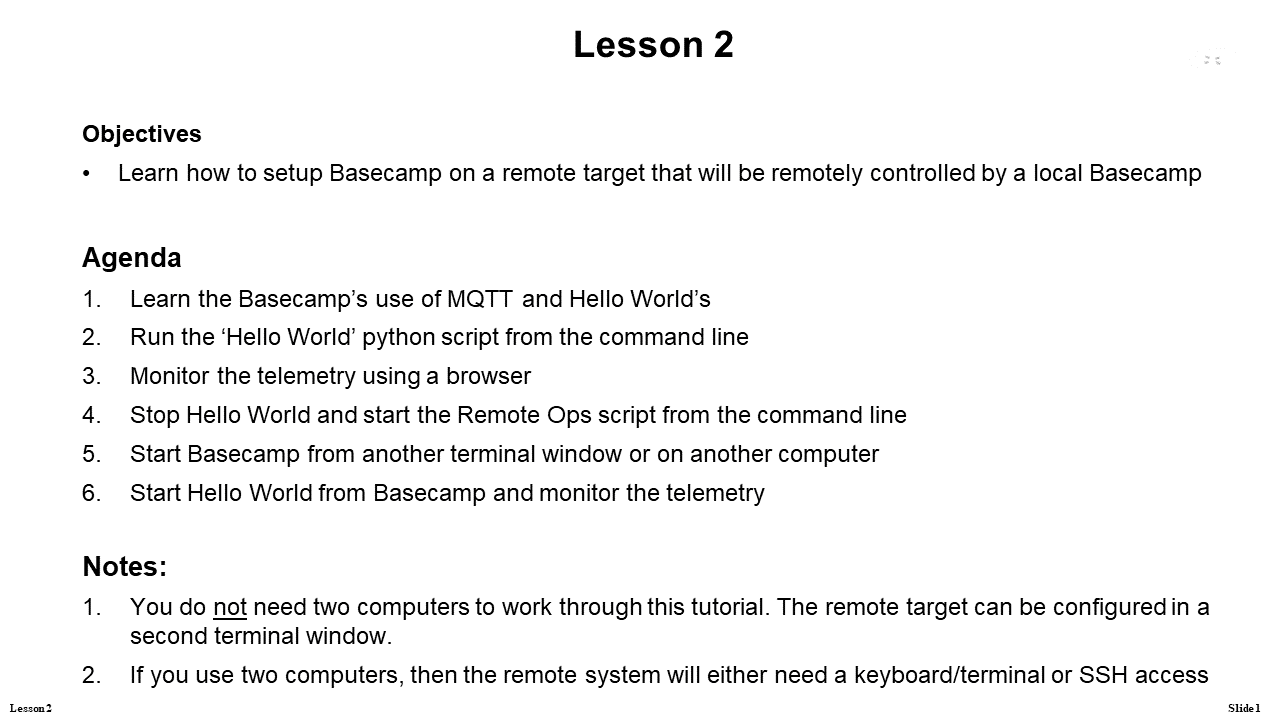 Lesson 2
Objectives
• Learn how to setup Basecamp on a remote target that will be remotely controlled by a local Basecamp
Agenda
1. Learn the Basecamp’s use of MQTT and Hello World’s
2. Run the ‘Hello World’ python script from the command line
3. Monitor the telemetry using a browser
4. Stop Hello World and start the Remote Ops script from the command line
5. Start Basecamp from another terminal window or on another computer
6. Start Hello World from Basecamp and monitor the telemetry
Notes:
1. You do not need two computers to work through this tutorial. The remote target can be configured in a
second terminal window.
2. If you use two computers, then the remote system will either need a keyboard/terminal or SSH access
Lesson 2
Slide 1